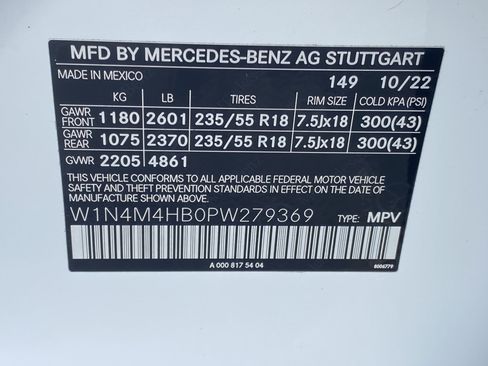 MFD BY MERCEDES-BENZ AG STUTTGART
MADE IN MEXICO 149 10/22
KG LB TIRES RIM SIZE COLD KPA (PSI)
GAWR FRONT 1180 2601 235/55 R18 7.5Jx18 300(43)
GAWR REAR 1075 2370 235/55 R18 7.5Jx18 300(43)
GVWR 2205 4861
THIS VEHICLE CONFORMS TO ALL APPLICABLE FEDERAL MOTOR VEHICLE
SAFETY AND THEFT PREVENTION STANDARDS IN EFFECT ON THE DATE
OF MANUFACTURE SHOWN ABOVE.
W1N4M4HB0PW279369 TYPE: MPV
A 000 817 54 04 8006779